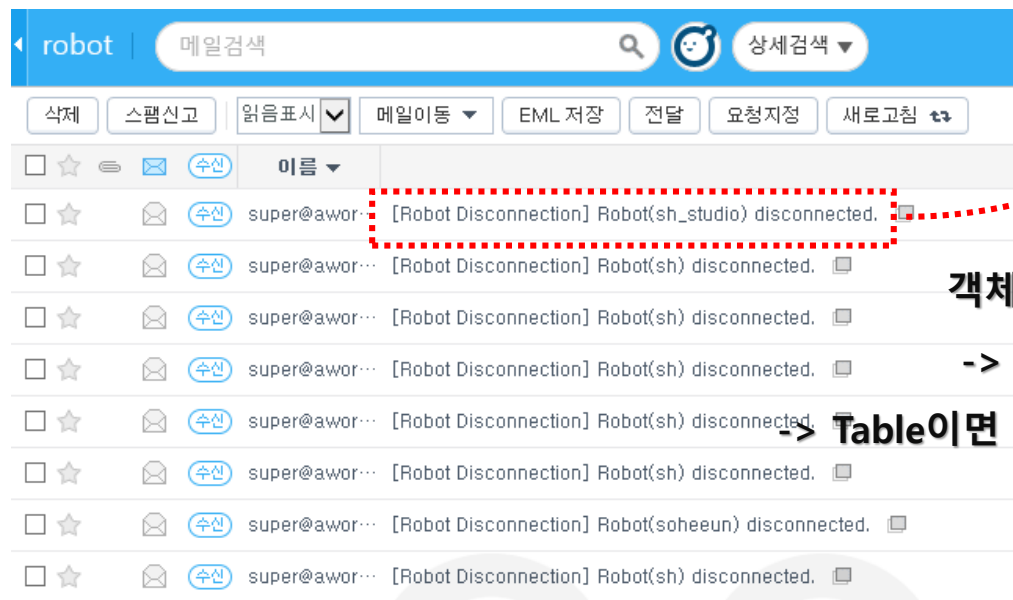 robot 메일검색 상세검색
삭제 스팸신고 읽음표시 메일이동 EML 저장 전달 요청지정 새로고침
수신 이름
수신 super@awor··· [Robot Disconnection] Robot(sh_studio) disconnected.
수신 super@awor··· [Robot Disconnection] Robot(sh) disconnected.
객체
수신 super@awor··· [Robot Disconnection] Robot(sh) disconnected.
->
수신 super@awor··· [Robot Disconnection] Robot(sh) disconnected.
수신 super@awor··· [Robot Disconnection] Robot(sh) disconnected.
-> Table이면
수신 super@awor··· [Robot Disconnection] Robot(sh) disconnected.
수신 super@awor··· [Robot Disconnection] Robot(soheeun) disconnected.
수신 super@awor··· [Robot Disconnection] Robot(sh) disconnected.